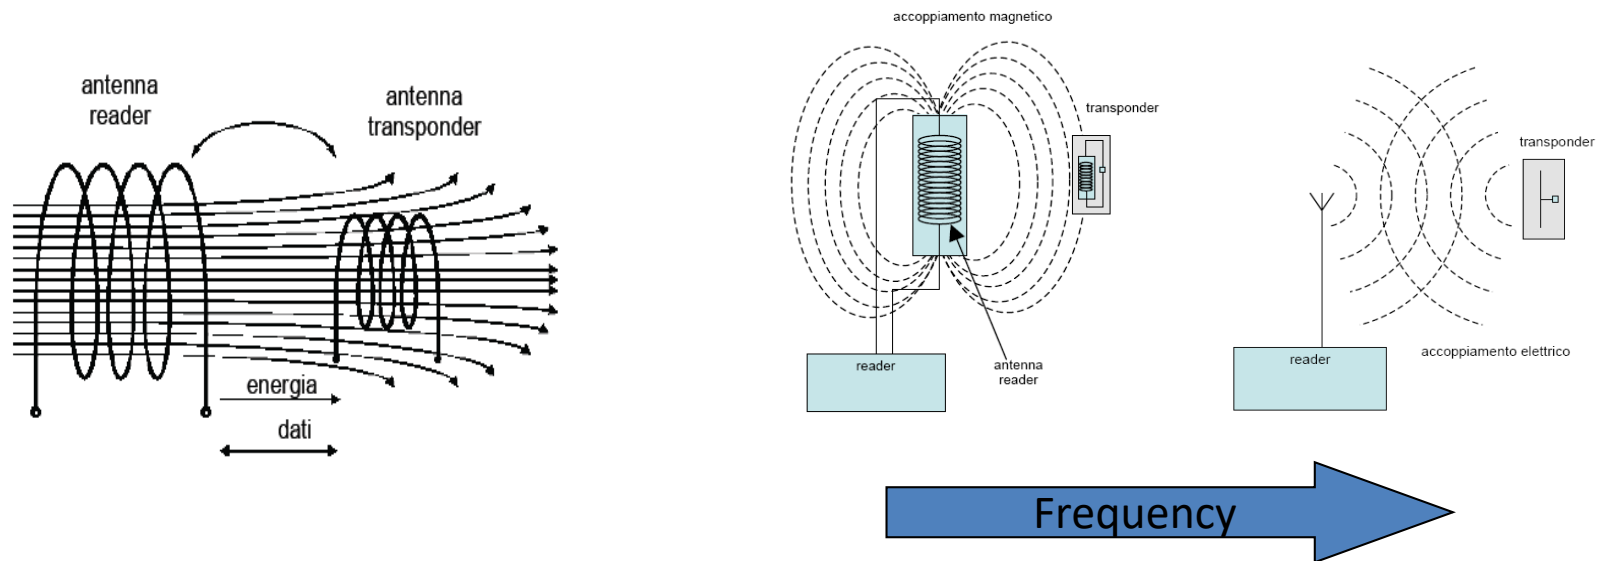 antenna
reader
antenna
transponder
energia
dati
accoppiamento magnetico
transponder
reader
antenna
reader
transponder
reader
accoppiamento elettrico
Frequency